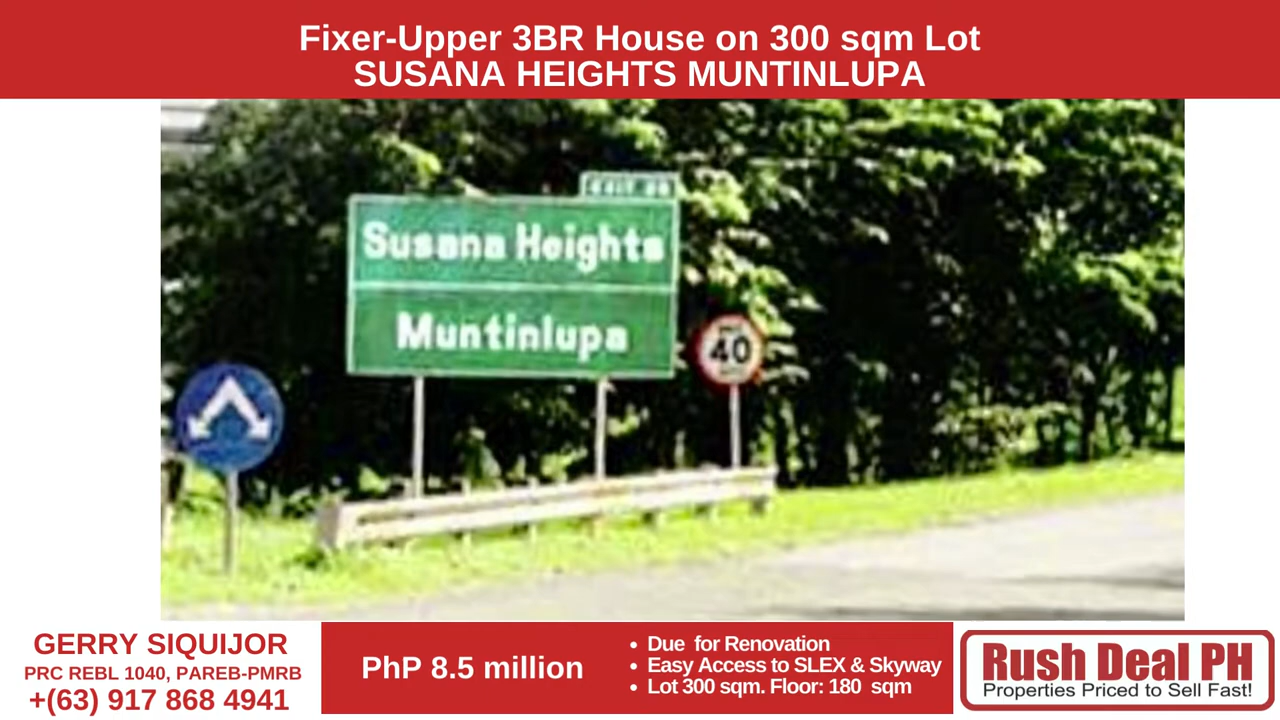 Fixer-Upper 3BR House on 300 sqm Lot
SUSANA HEIGHTS MUNTINLUPA
Susana Heights
Muntinlupa
40
GERRY SIQUIJOR
PRC REBL 1040, PAREB-PMRB
+(63) 917 868 4941
PhP 8.5 million
• Due for Renovation
• Easy Access to SLEX & Skyway
• Lot 300 sqm. Floor: 180 sqm
Rush Deal PH
Properties Priced to Sell Fast!